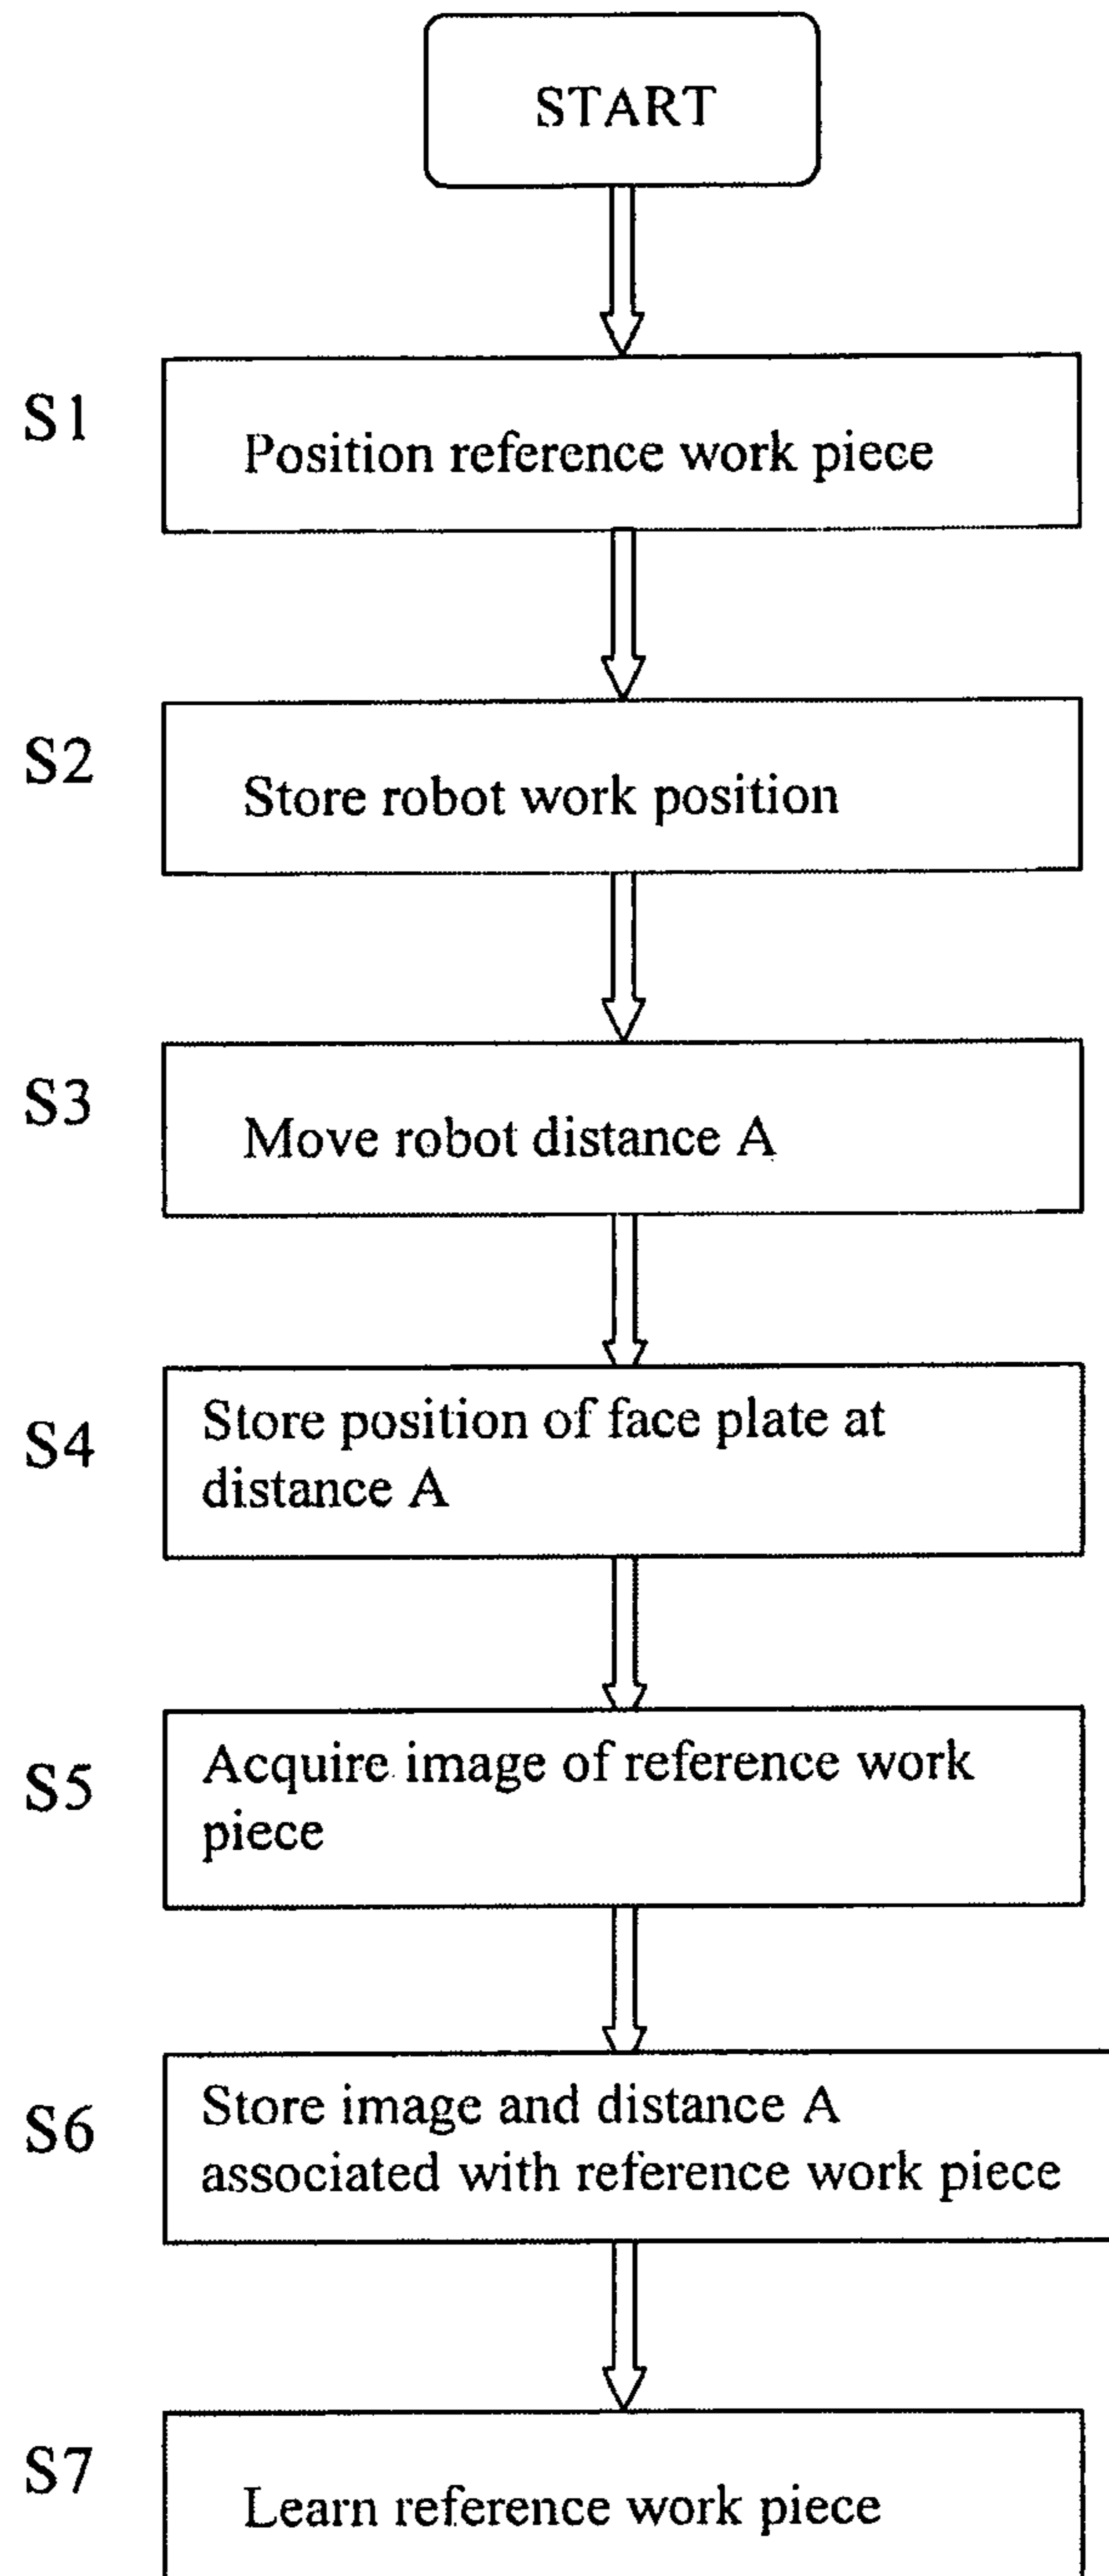 START
S1
Position reference work piece
S2
Store robot work position
S3
Move robot distance A
S4
Store position of face plate at
distance A
S5
Acquire image of reference work
piece
S6
Store image and distance A
associated with reference work piece
S7
Learn reference work piece